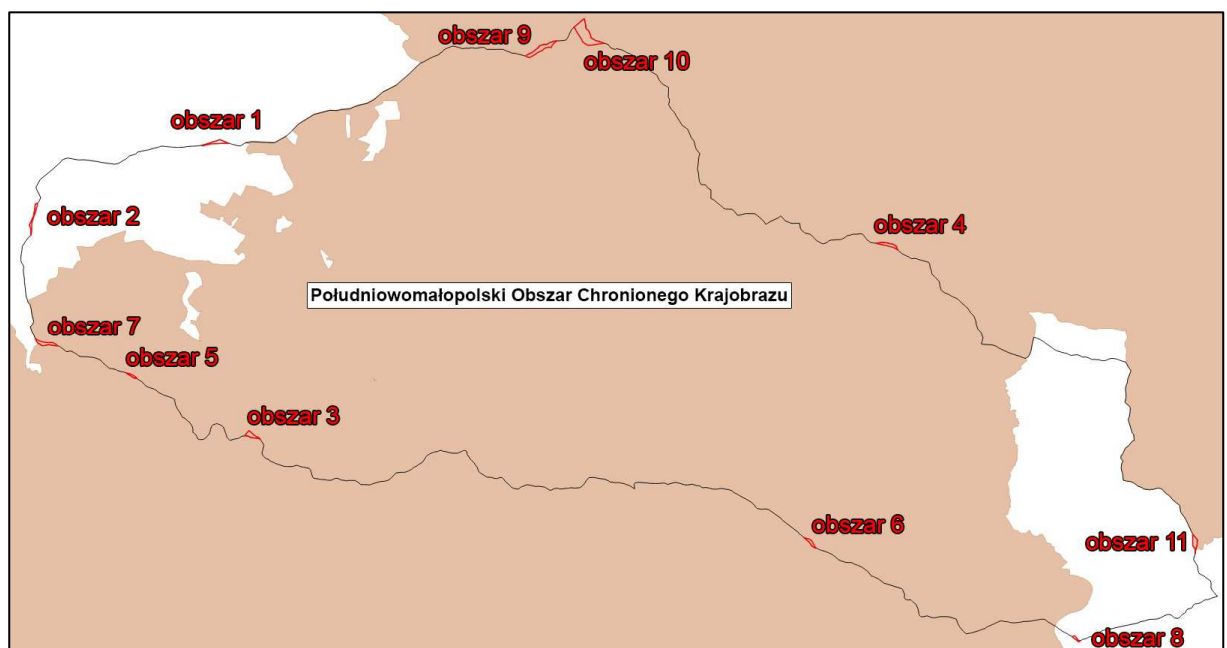 obszar 9
obszar 10
obszar 1
obszar 2
obszar 4
Południowomałopolski Obszar Chronionego Krajobrazu
obszar 7
obszar 5
obszar 3
obszar 6
obszar 11
obszar 8